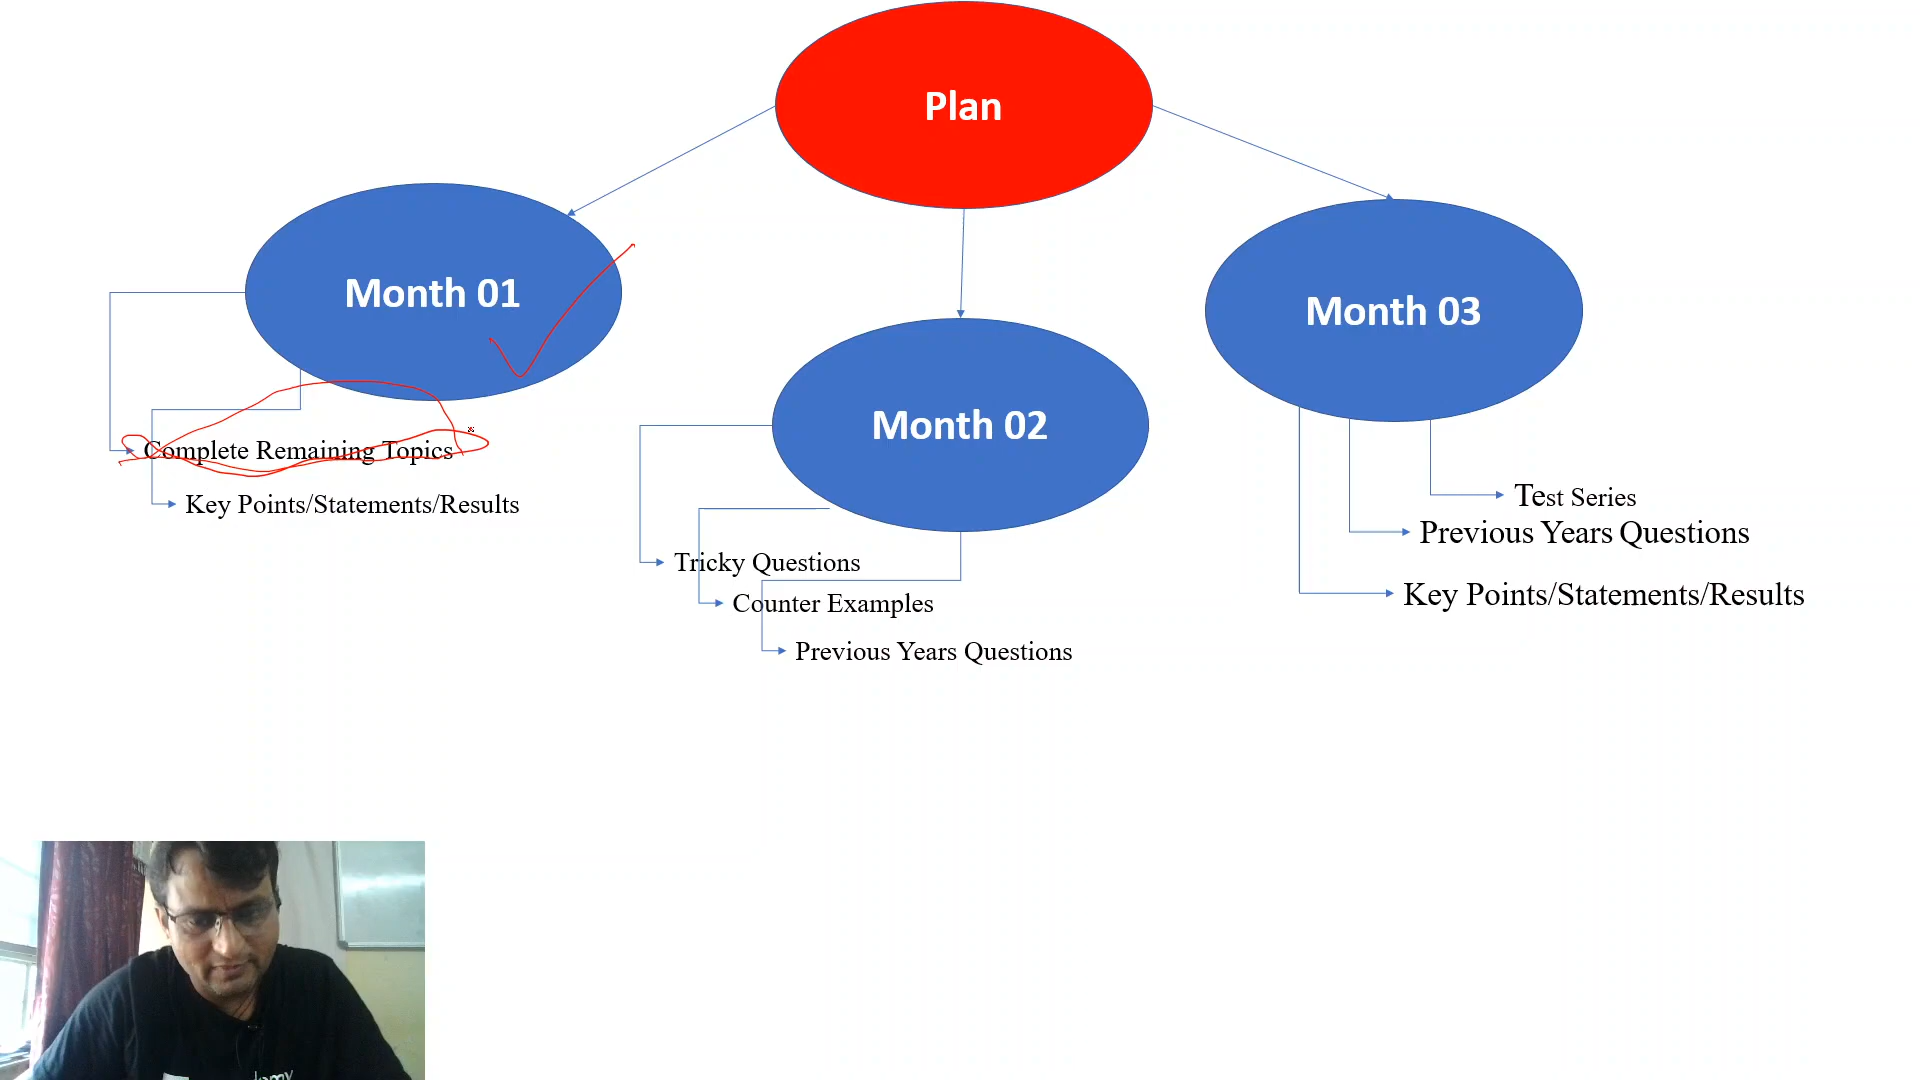 Plan
Month 01
Complete Remaining Topics
Key Points/Statements/Results
Month 02
Tricky Questions
Counter Examples
Previous Years Questions
Month 03
Test Series
Previous Years Questions
Key Points/Statements/Results